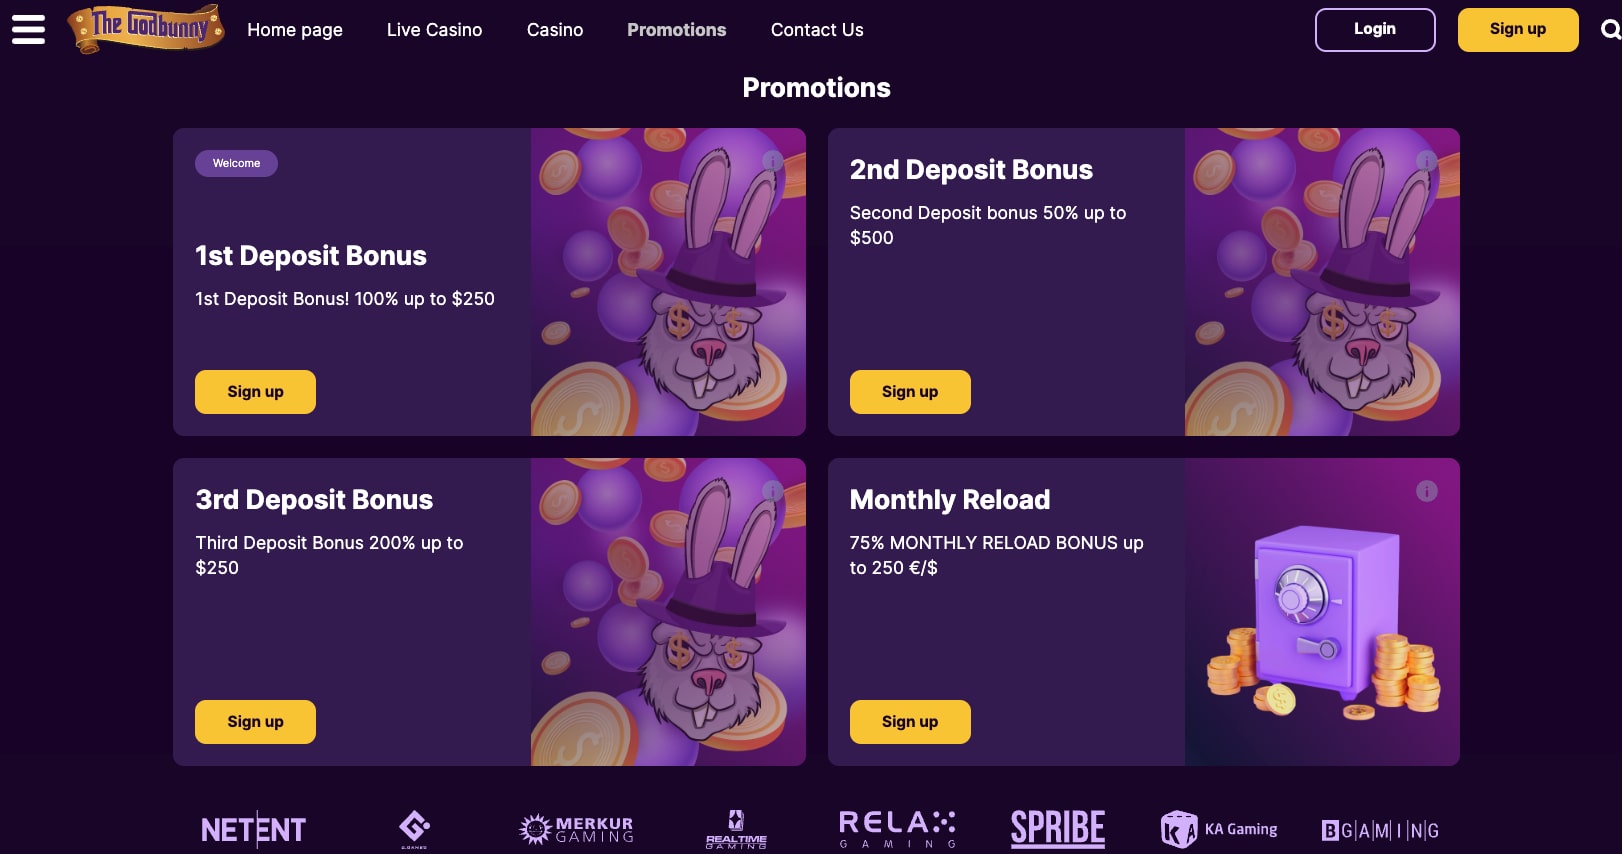 The Godbunny
Home page
Live Casino
Casino
Promotions
Contact Us
Login
Sign up
Promotions
Welcome
1st Deposit Bonus
1st Deposit Bonus! 100% up to $250
Sign up
2nd Deposit Bonus
Second Deposit bonus 50% up to
$500
Sign up
3rd Deposit Bonus
Third Deposit Bonus 200% up to
$250
Sign up
Monthly Reload
75% MONTHLY RELOAD BONUS up
to 250 €/$
Sign up
NETENT
G.GAMES
MERKUR
GAMING
REALTIME
GAMING
RELAX
GAMING
SPRIBE
KA
KA Gaming
BGAMING